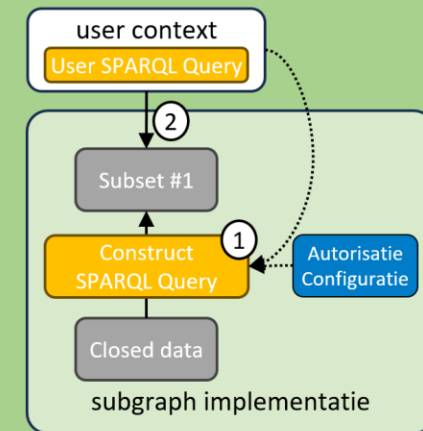 user context
User SPARQL Query
2
Subset #1
1
Construct
SPARQL Query
Autorisatie
Configuratie
Closed data
subgraph implementatie